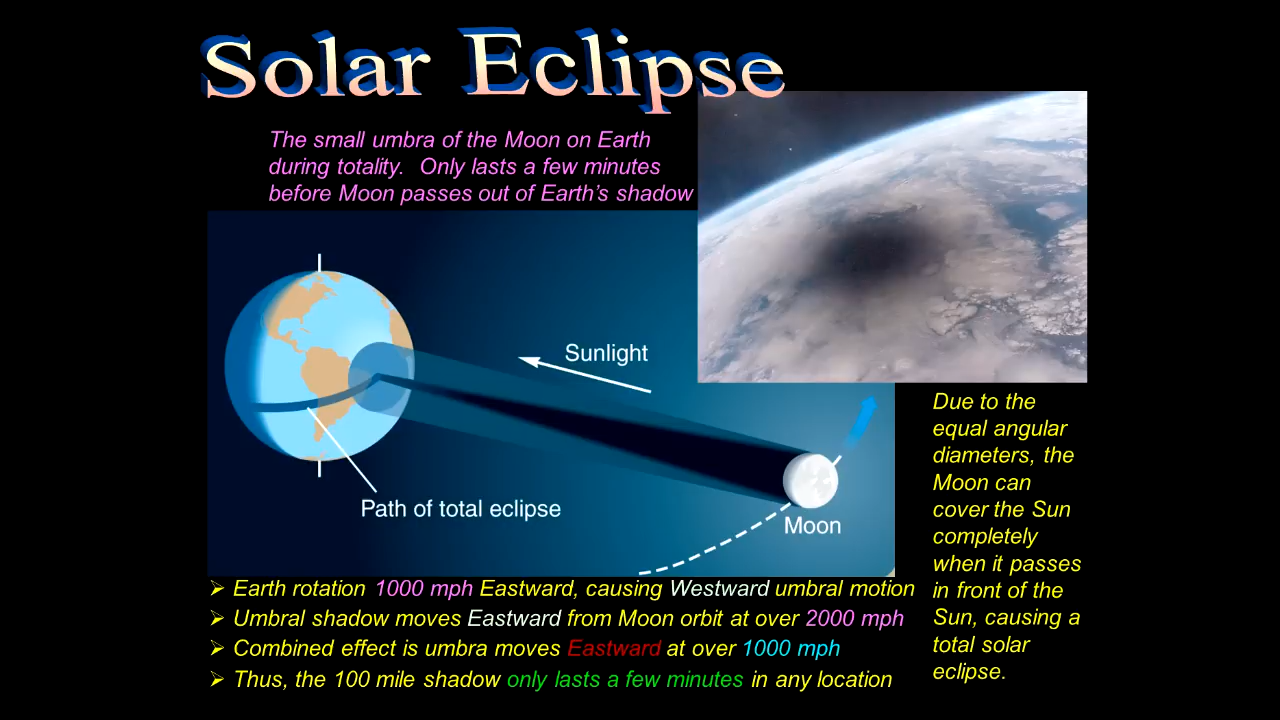 Solar Eclipse
The small umbra of the Moon on Earth
during totality.  Only lasts a few minutes
before Moon passes out of Earth’s shadow
Sunlight
Path of total eclipse
Moon
Due to the
equal angular
diameters, the
Moon can
cover the Sun
completely
when it passes
in front of the
Sun, causing a
total solar
eclipse.
➢ Earth rotation 1000 mph Eastward, causing Westward umbral motion
➢ Umbral shadow moves Eastward from Moon orbit at over 2000 mph
➢ Combined effect is umbra moves Eastward at over 1000 mph
➢ Thus, the 100 mile shadow only lasts a few minutes in any location